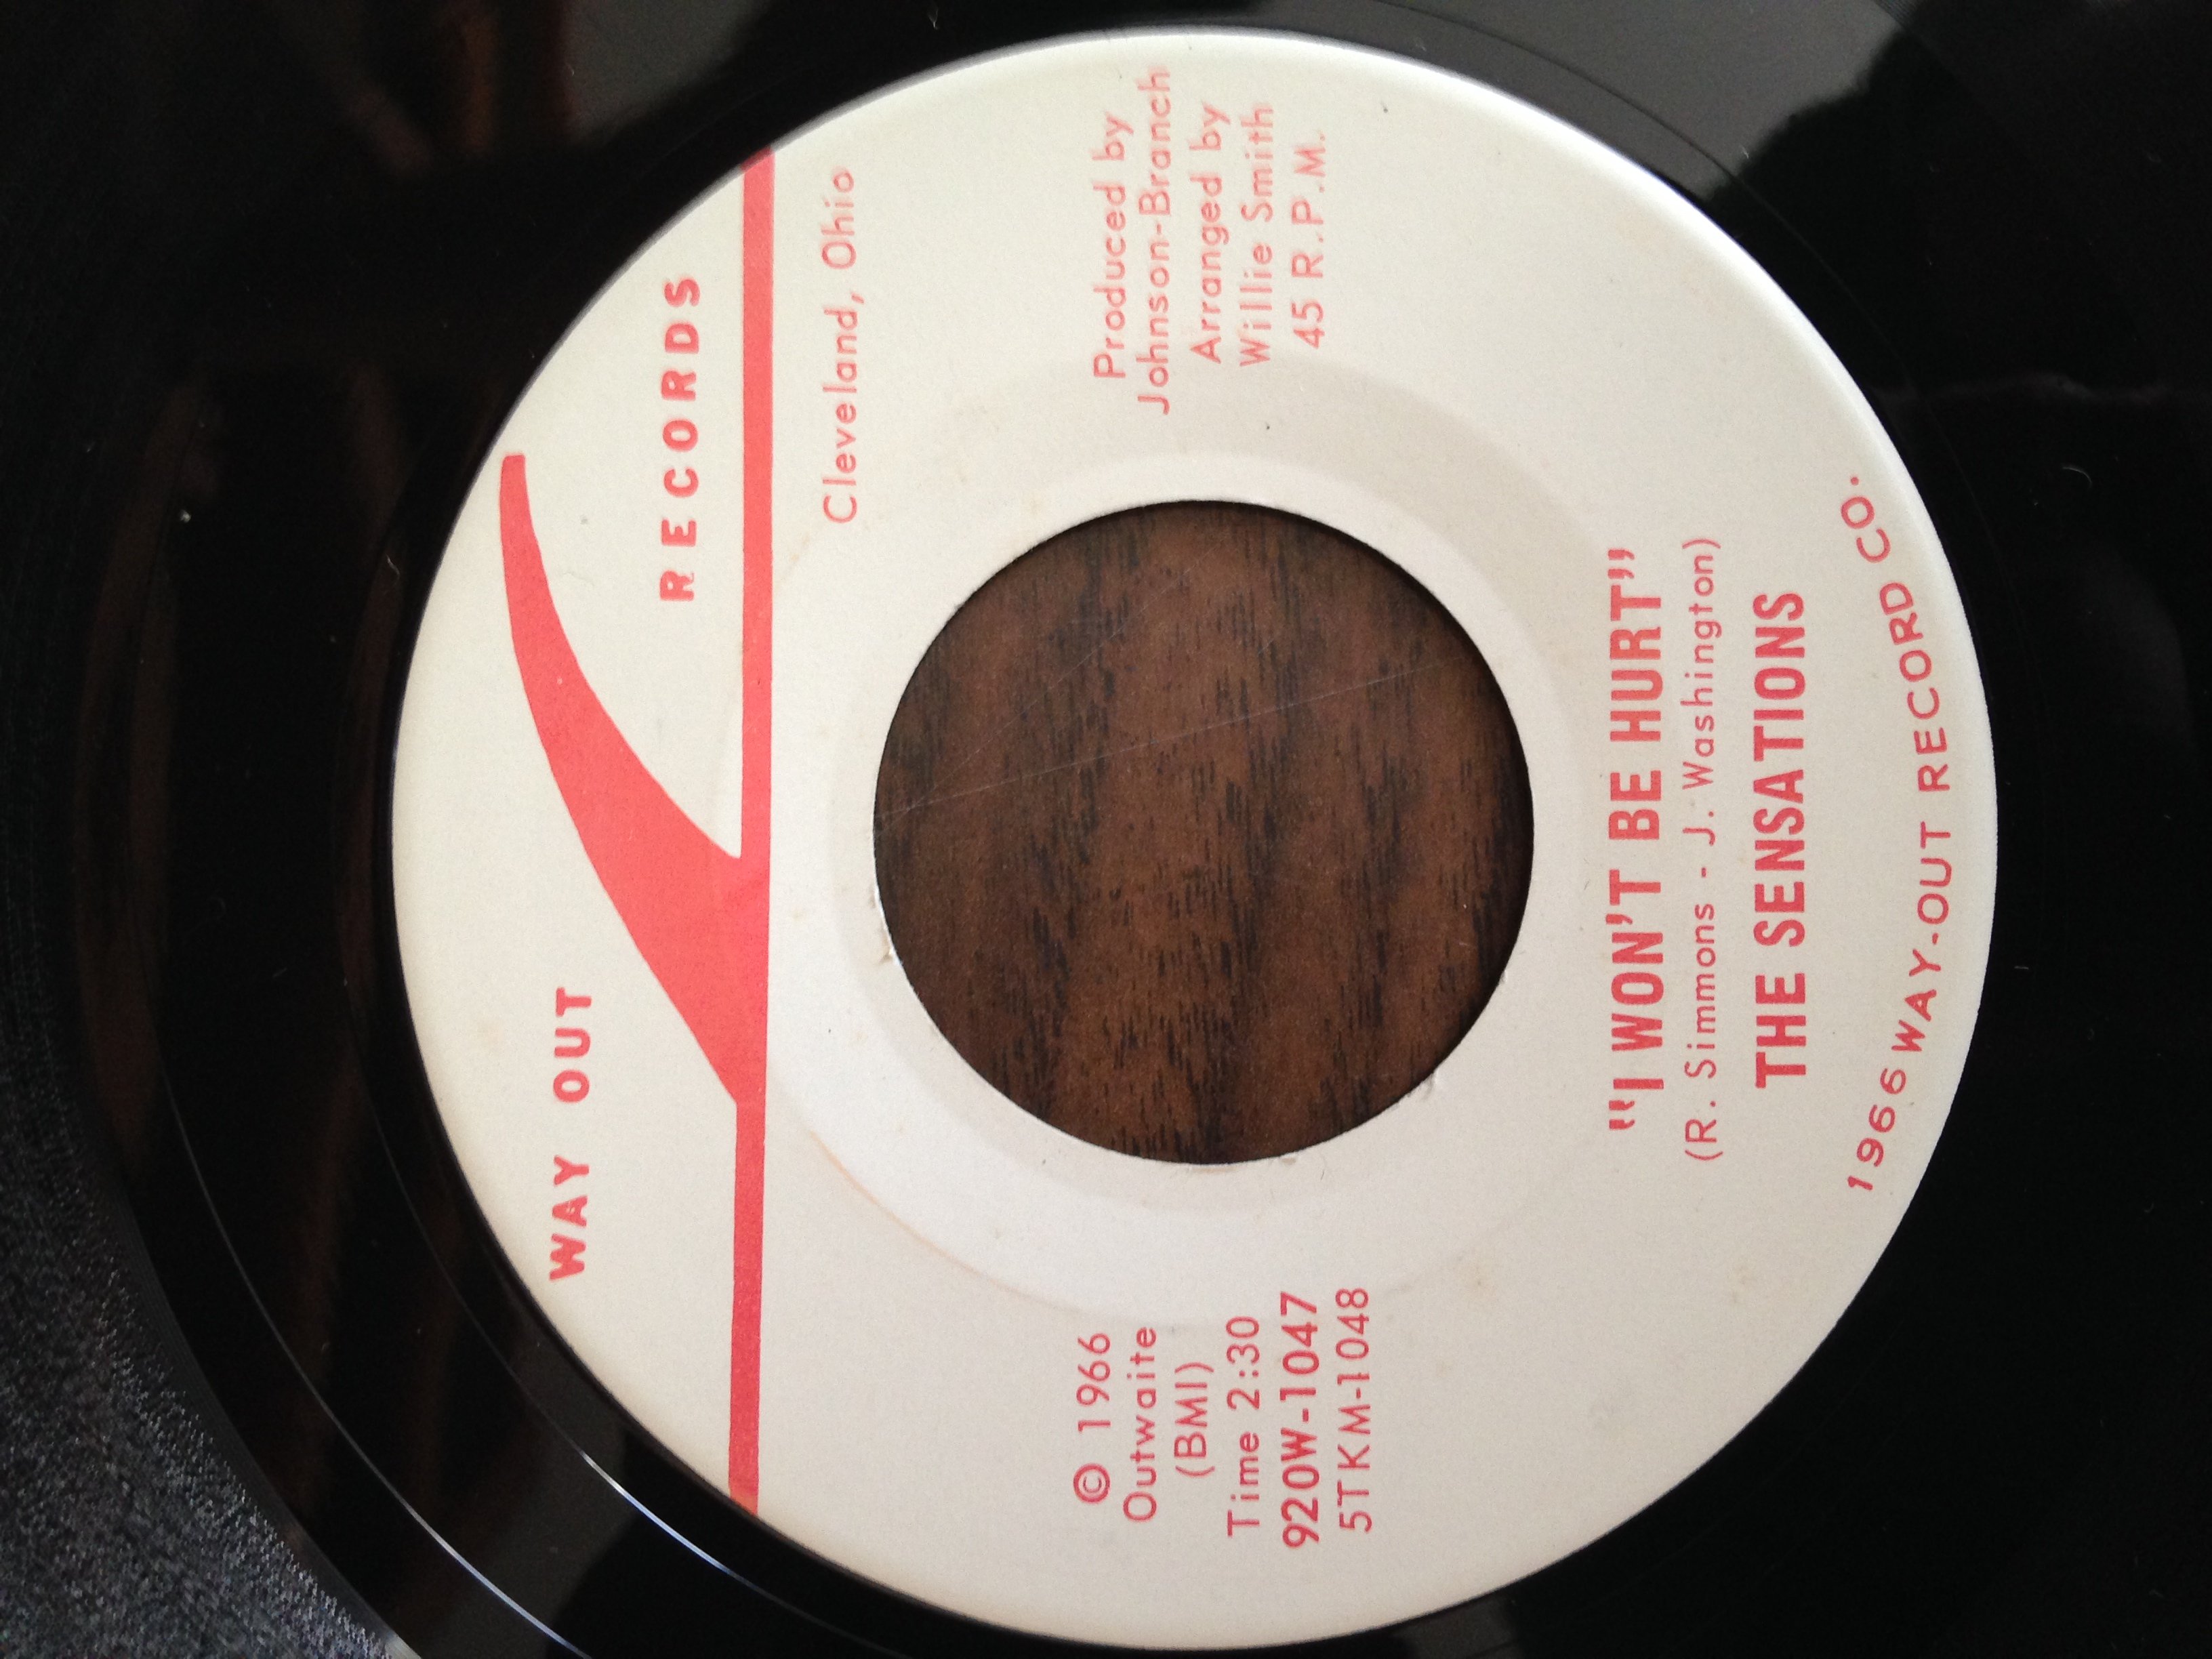 WAY OUT
RECORDS
Cleveland, Ohio
© 1966
Outwaite
(BMI)
Time 2:30
920W-1047
5TKM-1048
Produced by
Johnson-Branch
Arranged by
Willie Smith
45 R.P.M.
"I WON'T BE HURT"
(R. Simmons - J. Washington)
THE SENSATIONS
1966 WAY-OUT RECORD CO.